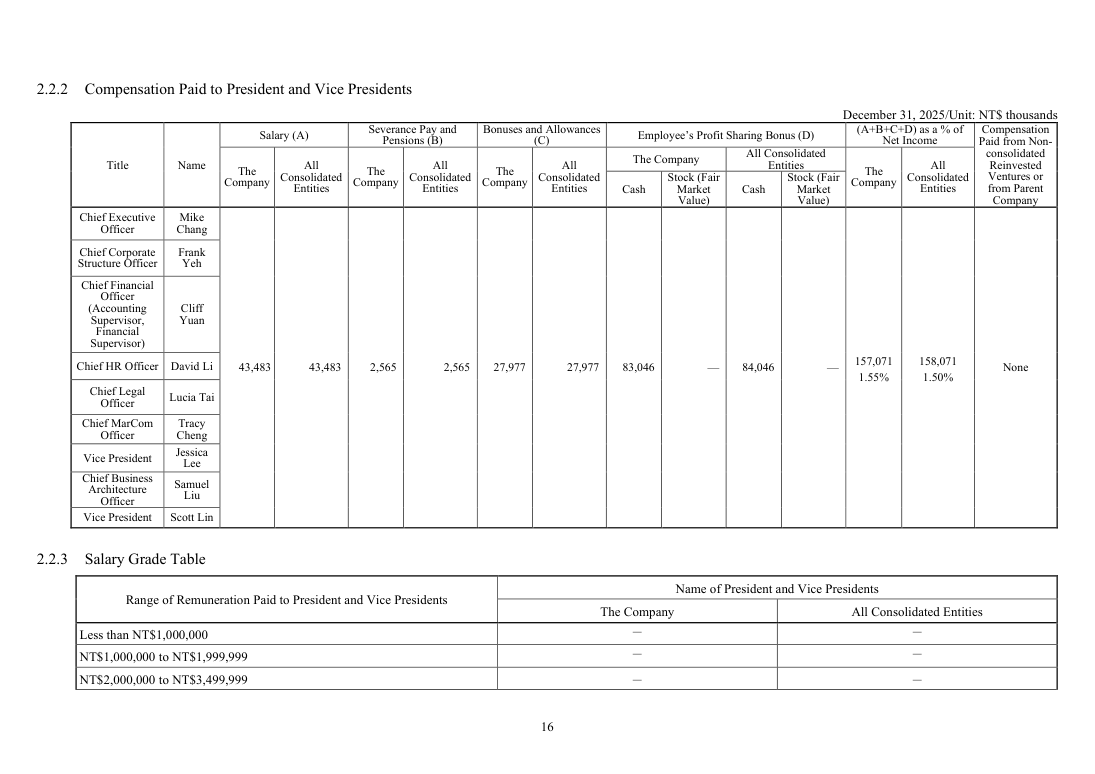 2.2.2 Compensation Paid to President and Vice Presidents
December 31, 2025/Unit: NT$ thousands
Title
Name
Salary (A)
Severance Pay and
Pensions (B)
Bonuses and Allowances
(C)
Employee's Profit Sharing Bonus (D)
(A+B+C+D) as a % of
Net Income
Compensation
Paid from Non-
consolidated
Reinvested
Ventures or
from Parent
Company
The
Company
All
Consolidated
Entities
The
Company
All
Consolidated
Entities
The
Company
All
Consolidated
Entities
The Company
All Consolidated
Entities
The
Company
All
Consolidated
Entities
Cash
Stock (Fair
Market
Value)
Cash
Stock (Fair
Market
Value)
Chief Executive
Officer
Mike
Chang
Chief Corporate
Structure Officer
Frank
Yeh
Chief Financial
Officer
(Accounting
Supervisor,
Financial
Supervisor)
Cliff
Yuan
Chief HR Officer
David Li
43,483
43,483
2,565
2,565
27,977
27,977
83,046
—
84,046
—
157,071
1.55%
158,071
1.50%
None
Chief Legal
Officer
Lucia Tai
Chief MarCom
Officer
Tracy
Cheng
Vice President
Jessica
Lee
Chief Business
Architecture
Officer
Samuel
Liu
Vice President
Scott Lin
2.2.3 Salary Grade Table
Range of Remuneration Paid to President and Vice Presidents
Name of President and Vice Presidents
The Company
All Consolidated Entities
Less than NT$1,000,000
—
—
NT$1,000,000 to NT$1,999,999
—
—
NT$2,000,000 to NT$3,499,999
—
—
16